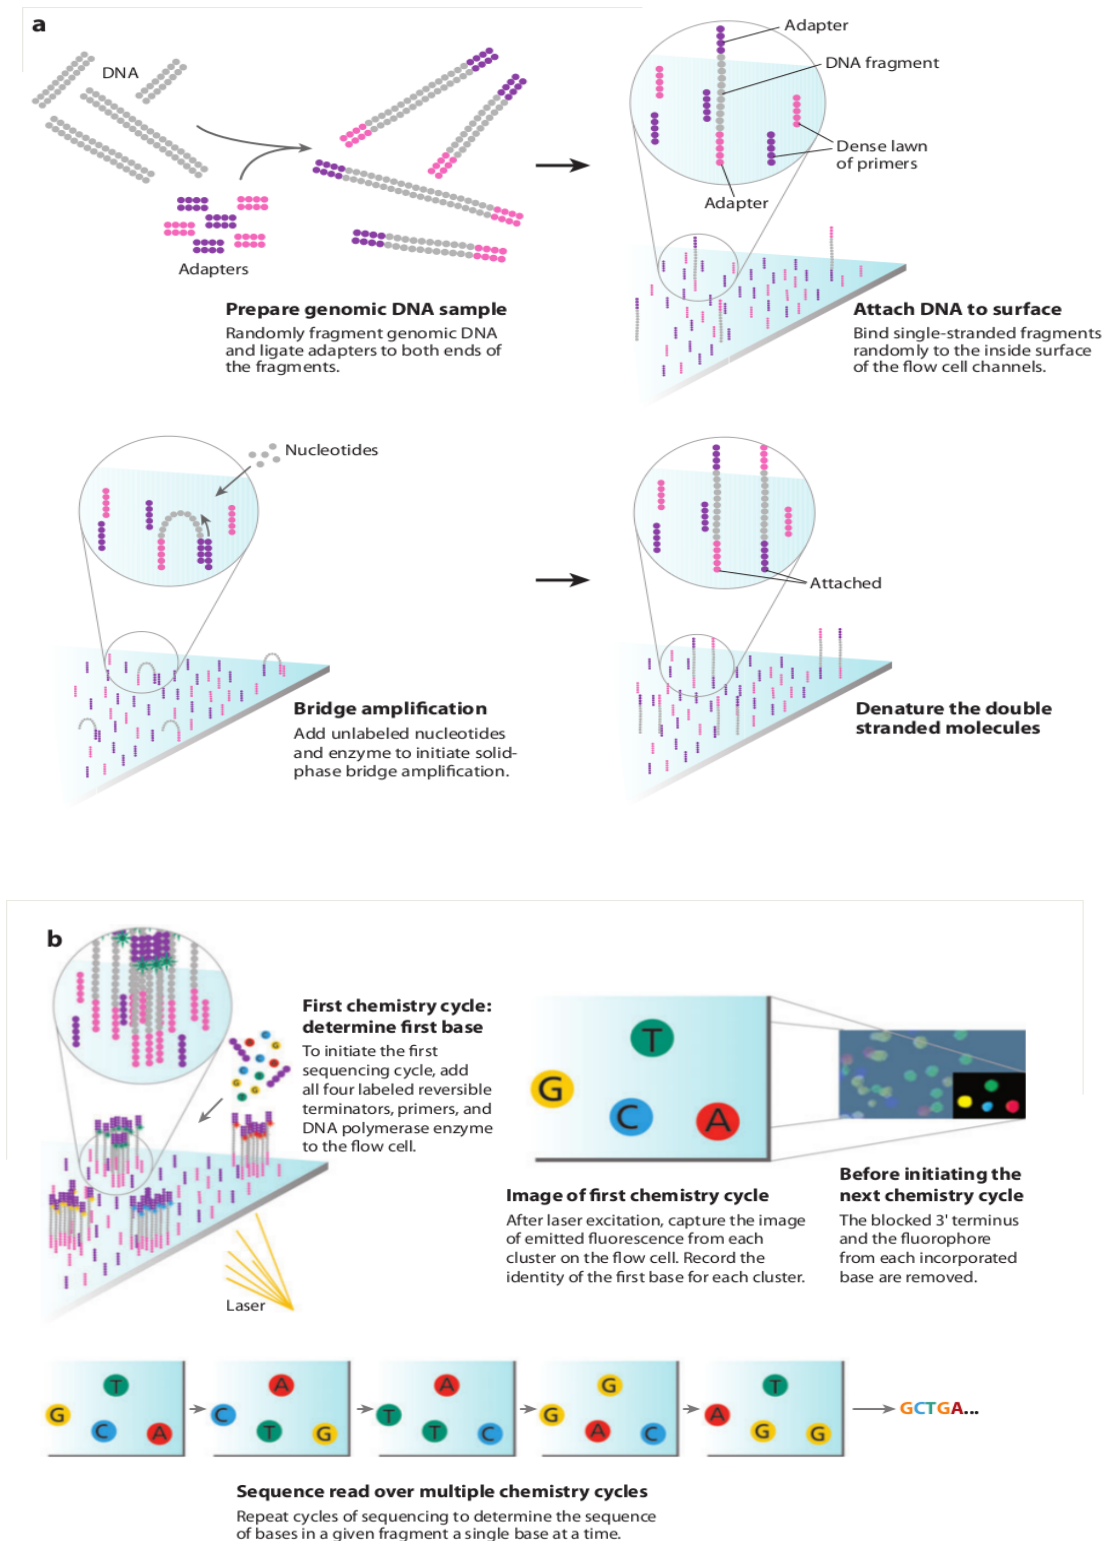 a
DNA
Adapters
Prepare genomic DNA sample
Randomly fragment genomic DNA
and ligate adapters to both ends of
the fragments.
Adapter
DNA fragment
Dense lawn
of primers
Adapter
Attach DNA to surface
Bind single-stranded fragments
randomly to the inside surface
of the flow cell channels.
Nucleotides
Bridge amplification
Add unlabeled nucleotides
and enzyme to initiate solid-
phase bridge amplification.
Attached
Denature the double
stranded molecules
b
First chemistry cycle:
determine first base
To initiate the first
sequencing cycle, add
all four labeled reversible
terminators, primers, and
DNA polymerase enzyme
to the flow cell.
C
A
G
C
A
C
T
G
T
G
T
Laser
T
G
C
A
Image of first chemistry cycle
After laser excitation, capture the image
of emitted fluorescence from each
cluster on the flow cell. Record the
identity of the first base for each cluster.
Before initiating the
next chemistry cycle
The blocked 3' terminus
and the fluorophore
from each incorporated
base are removed.
T
G
C
A
A
C
T
G
A
T
T
C
G
G
A
C
T
A
G
G
GCTGA...
Sequence read over multiple chemistry cycles
Repeat cycles of sequencing to determine the sequence
of bases in a given fragment a single base at a time.